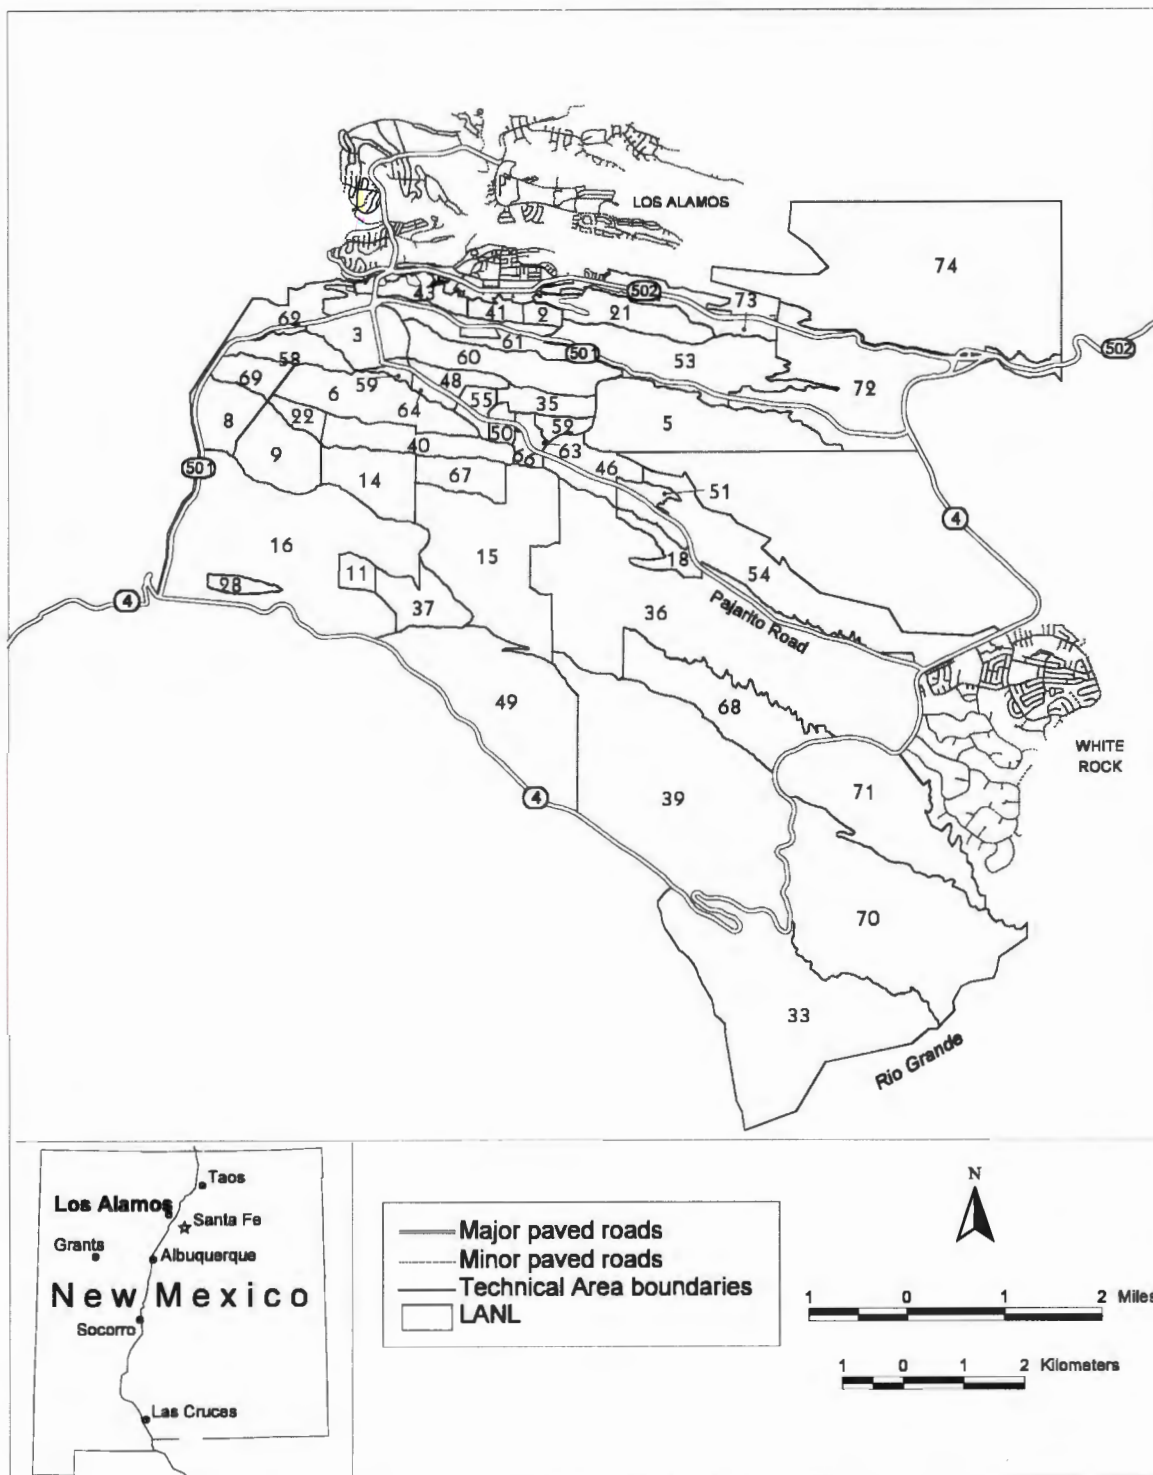 LOS ALAMOS
74
502
73
43
41
2
21
69
3
61
501
53
502
58
60
72
59
48
69
6
55
35
64
8
22
52
5
50
40
63
9
66
46
501
14
67
51
4
16
15
18
11
54
28
4
37
36
Pajarito Road
49
68
WHITE
ROCK
4
39
71
70
33
Rio Grande
Taos
Los Alamos
Santa Fe
Grants
Albuquerque
New Mexico
Socorro
Las Cruces
Major paved roads
Minor paved roads
Technical Area boundaries
LANL
N
1 0 1 2 Miles
1 0 1 2 Kilometers